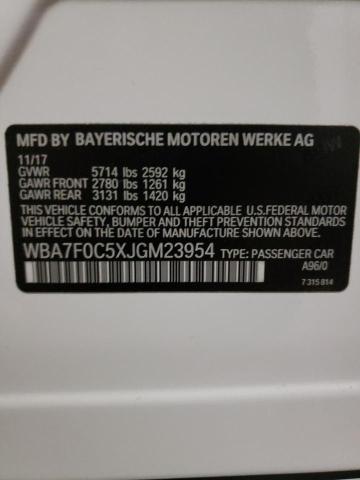 MFD BY BAYERISCHE MOTOREN WERKE AG
11/17
GVWR 5714 lbs 2592 kg
GAWR FRONT 2780 lbs 1261 kg
GAWR REAR 3131 lbs 1420 kg
THIS VEHICLE CONFORMS TO ALL APPLICABLE U.S.FEDERAL MOTOR
VEHICLE SAFETY, BUMPER, AND THEFT PREVENTION STANDARDS
IN EFFECT ON THE DATE OF MANUFACTURE SHOWN ABOVE.
WBA7F0C5XJGM23954 TYPE: PASSENGER CAR
A96/0
7 315 814